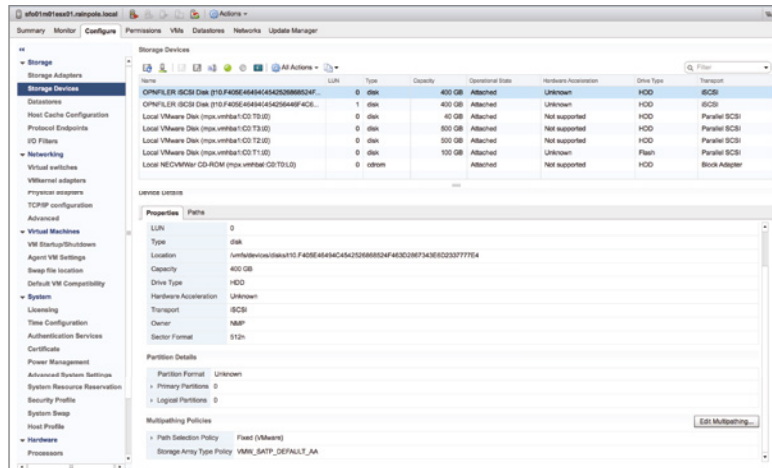 sfo01m01esx01.rainpole.local Actions
Summary Monitor Configure Permissions VMs Datastores Networks Update Manager
Storage
Storage Adapters
Storage Devices
Datastores
Host Cache Configuration
Protocol Endpoints
I/O Filters
Networking
Virtual switches
VMkernel adapters
Physical adapters
TCP/IP configuration
Advanced
Virtual Machines
VM Startup/Shutdown
Agent VM Settings
Swap file location
Default VM Compatibility
System
Licensing
Time Configuration
Authentication Services
Certificate
Power Management
Advanced System Settings
System Resource Reservation
Security Profile
System Swap
Host Profile
Hardware
Processors
Storage Devices
All Actions Filter
Name LUN Type Capacity Operational State Hardware Acceleration Drive Type Transport
OPNFILER iSCSI Disk 0 disk 400 GB Attached Unknown HDD iSCSI
OPNFILER iSCSI Disk 1 disk 400 GB Attached Unknown HDD iSCSI
Local VMware Disk (mpx.vmhba1:C0:T0:L0) 0 disk 40 GB Attached Not supported HDD Parallel SCSI
Local VMware Disk (mpx.vmhba1:C0:T3:L0) 0 disk 500 GB Attached Not supported HDD Parallel SCSI
Local VMware Disk (mpx.vmhba1:C0:T2:L0) 0 disk 500 GB Attached Not supported HDD Parallel SCSI
Local VMware Disk (mpx.vmhba1:C0:T1:L0) 0 disk 100 GB Attached Unknown Flash Parallel SCSI
Local NECVMWar CD-ROM (mpx.vmhba0:C0:T0:L0) 0 cdrom Attached Not supported HDD Block Adapter
Device Details
Properties Paths
LUN 0
Type disk
Location
Capacity 400 GB
Drive Type HDD
Hardware Acceleration Unknown
Transport iSCSI
Owner NMP
Sector Format 512n
Partition Details
Partition Format Unknown
Primary Partitions 0
Logical Partitions 0
Multipathing Policies Edit Multipathing...
Path Selection Policy Fixed (VMware)
Storage Array Type Policy VMW_SATP_DEFAULT_AA